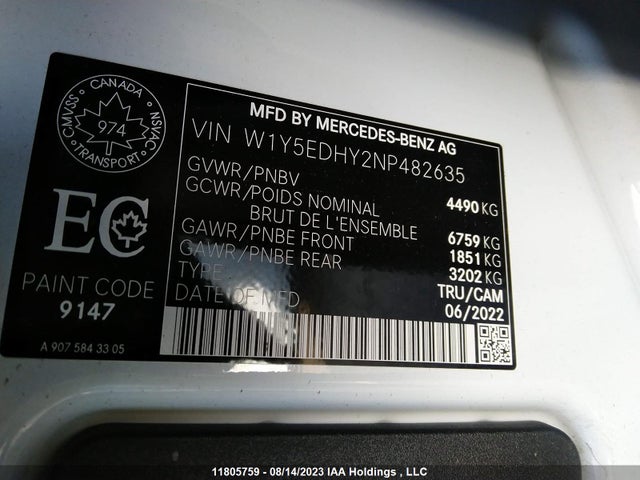 CANADA
CMVSS
974
NSVAC
TRANSPORT
EC
PAINT CODE
9147
A 907 584 33 05
MFD BY MERCEDES-BENZ AG
VIN W1Y5EDHY2NP482635
GVWR/PNBV 4490 KG
GCWR/POIDS NOMINAL
BRUT DE L'ENSEMBLE 6759 KG
GAWR/PNBE FRONT 1851 KG
GAWR/PNBE REAR 3202 KG
TYPE TRU/CAM
DATE OF MFD 06/2022
11805759 - 08/14/2023 IAA Holdings , LLC